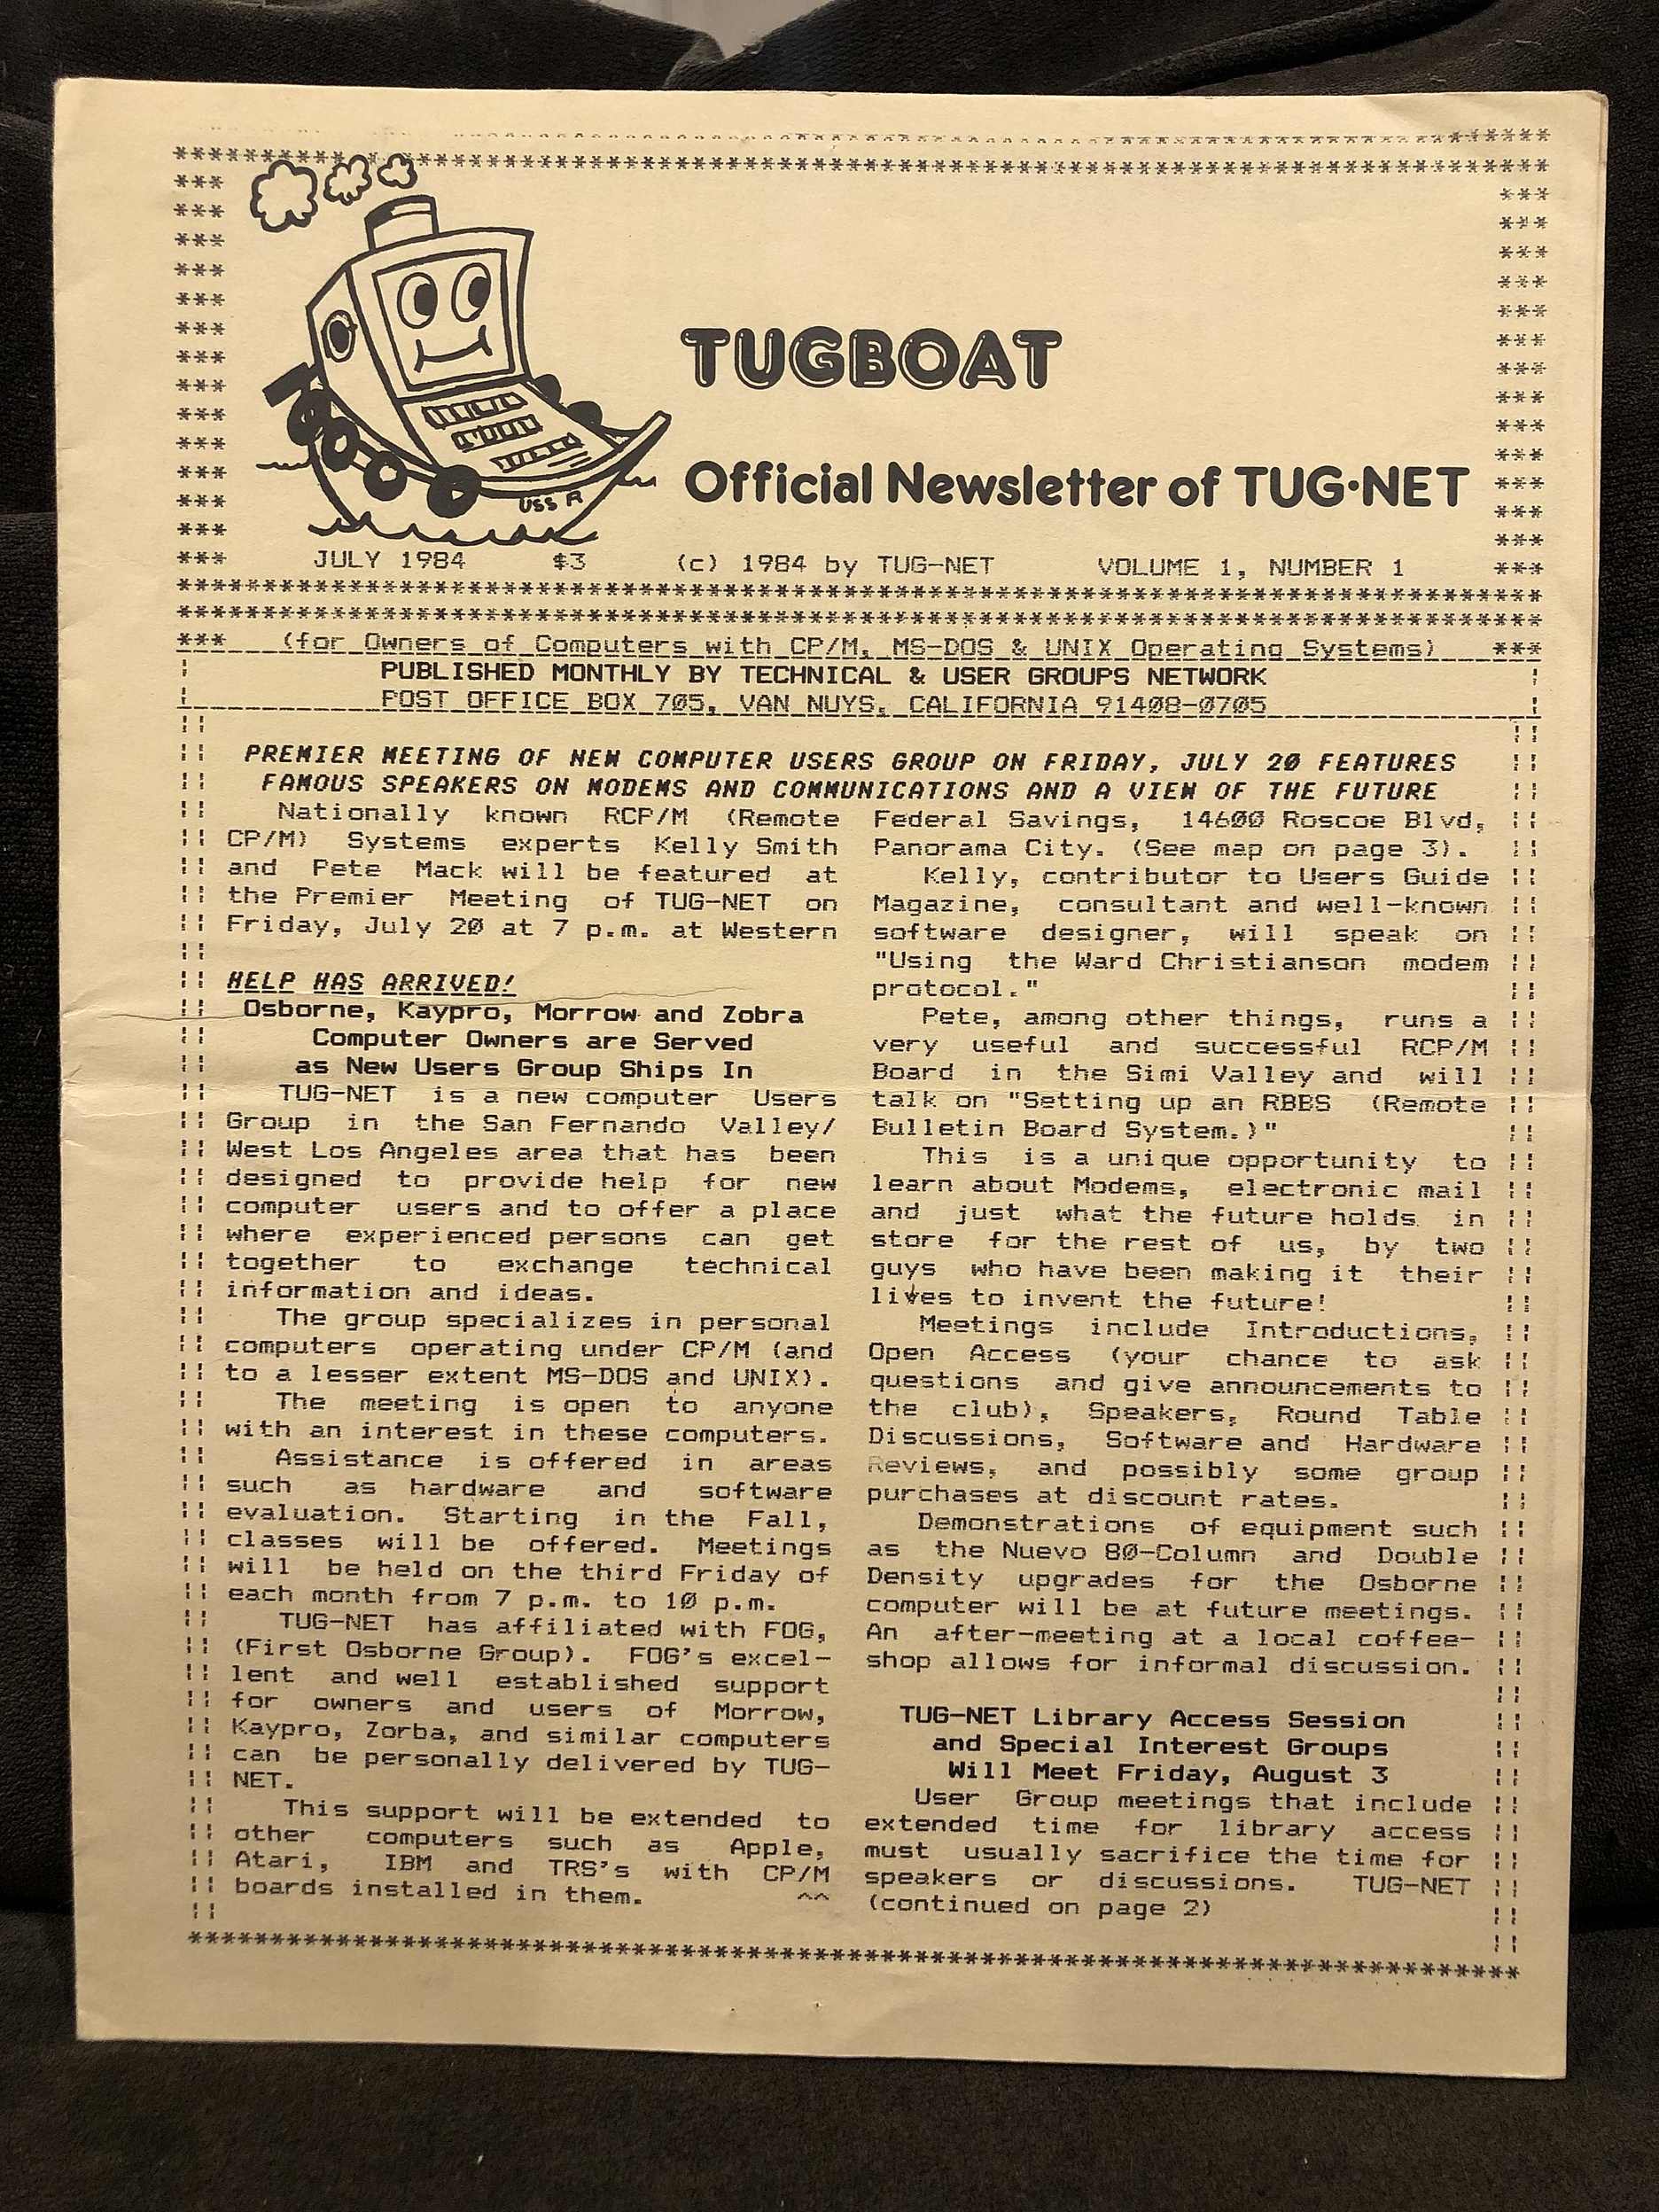 TUGBOAT
Official Newsletter of TUG·NET
USS R
JULY 1984 $3 (c) 1984 by TUG-NET VOLUME 1, NUMBER 1
(for Owners of Computers with CP/M, MS-DOS & UNIX Operating Systems)
PUBLISHED MONTHLY BY TECHNICAL & USER GROUPS NETWORK
POST OFFICE BOX 705, VAN NUYS, CALIFORNIA 91408-0705
PREMIER MEETING OF NEW COMPUTER USERS GROUP ON FRIDAY, JULY 20 FEATURES
FAMOUS SPEAKERS ON MODEMS AND COMMUNICATIONS AND A VIEW OF THE FUTURE
Nationally known RCP/M (Remote
CP/M) Systems experts Kelly Smith
and Pete Mack will be featured at
the Premier Meeting of TUG-NET on
Friday, July 20 at 7 p.m. at Western
HELP HAS ARRIVED!
Osborne, Kaypro, Morrow and Zobra
Computer Owners are Served
as New Users Group Ships In
TUG-NET is a new computer Users
Group in the San Fernando Valley/
West Los Angeles area that has been
designed to provide help for new
computer users and to offer a place
where experienced persons can get
together to exchange technical
information and ideas.
The group specializes in personal
computers operating under CP/M (and
to a lesser extent MS-DOS and UNIX).
The meeting is open to anyone
with an interest in these computers.
Assistance is offered in areas
such as hardware and software
evaluation. Starting in the Fall,
classes will be offered. Meetings
will be held on the third Friday of
each month from 7 p.m. to 10 p.m.
TUG-NET has affiliated with FOG,
(First Osborne Group). FOG's excel-
lent and well established support
for owners and users of Morrow,
Kaypro, Zorba, and similar computers
can be personally delivered by TUG-
NET.
This support will be extended to
other computers such as Apple,
Atari, IBM and TRS's with CP/M
boards installed in them. ^^
Federal Savings, 14600 Roscoe Blvd,
Panorama City. (See map on page 3).
Kelly, contributor to Users Guide
Magazine, consultant and well-known
software designer, will speak on
"Using the Ward Christianson modem
protocol."
Pete, among other things, runs a
very useful and successful RCP/M
Board in the Simi Valley and will
talk on "Setting up an RBBS (Remote
Bulletin Board System.)"
This is a unique opportunity to
learn about Modems, electronic mail
and just what the future holds in
store for the rest of us, by two
guys who have been making it their
lives to invent the future!
Meetings include Introductions,
Open Access (your chance to ask
questions and give announcements to
the club), Speakers, Round Table
Discussions, Software and Hardware
Reviews, and possibly some group
purchases at discount rates.
Demonstrations of equipment such
as the Nuevo 80-Column and Double
Density upgrades for the Osborne
computer will be at future meetings.
An after-meeting at a local coffee-
shop allows for informal discussion.
TUG-NET Library Access Session
and Special Interest Groups
Will Meet Friday, August 3
User Group meetings that include
extended time for library access
must usually sacrifice the time for
speakers or discussions. TUG-NET
(continued on page 2)